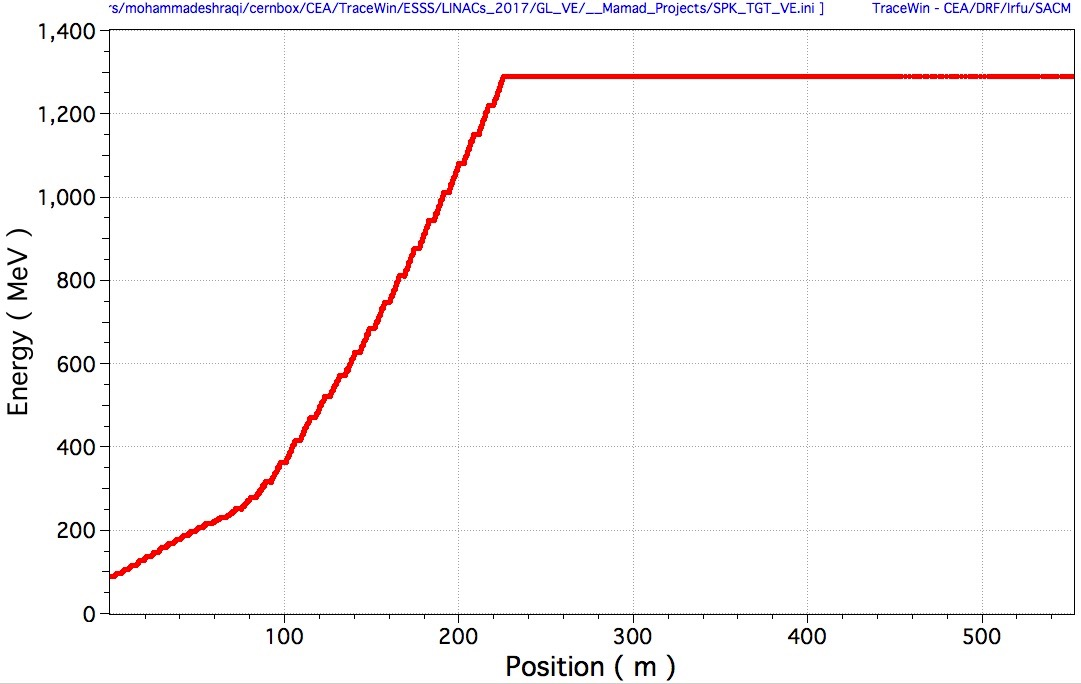 rs/mohammadeshraqi/cernbox/CEA/TraceWin/ESSS/LINACs_2017/GL_VE/__Mamad_Projects/SPK_TGT_VE.ini ] TraceWin - CEA/DRF/Irfu/SACM
1,400
1,200
1,000
800
600
400
200
0
Energy ( MeV )
100 200 300 400 500
Position ( m )